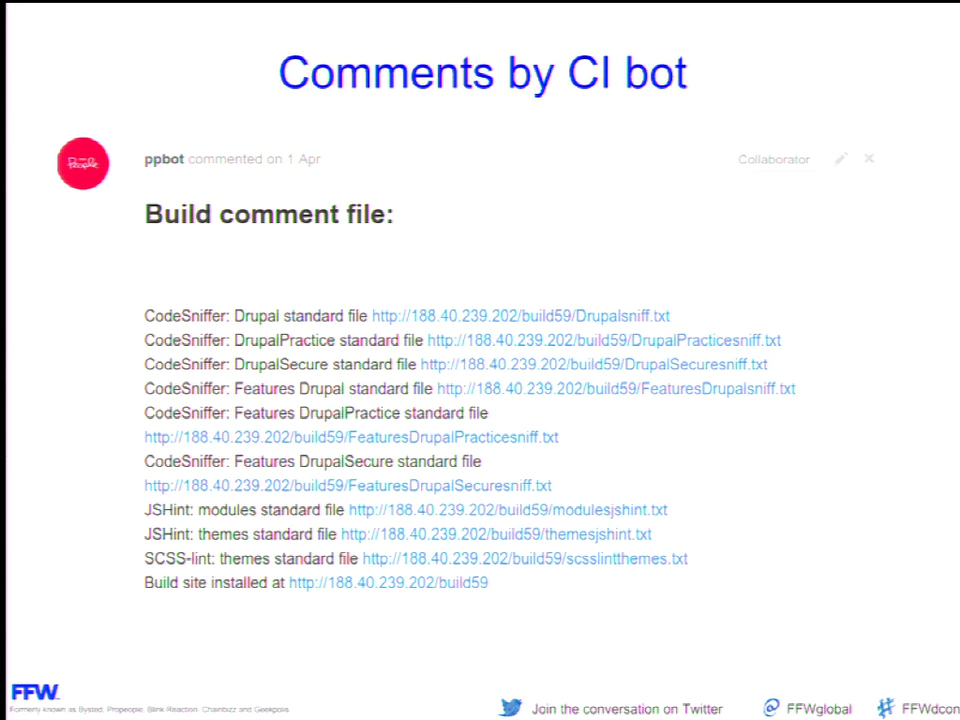 Comments by CI bot
People
ppbot commented on 1 Apr
Collaborator
Build comment file:
CodeSniffer: Drupal standard file http://188.40.239.202/build59/Drupalsniff.txt
CodeSniffer: DrupalPractice standard file http://188.40.239.202/build59/DrupalPracticesniff.txt
CodeSniffer: DrupalSecure standard file http://188.40.239.202/build59/DrupalSecuresniff.txt
CodeSniffer: Features Drupal standard file http://188.40.239.202/build59/FeaturesDrupalsniff.txt
CodeSniffer: Features DrupalPractice standard file
http://188.40.239.202/build59/FeaturesDrupalPracticesniff.txt
CodeSniffer: Features DrupalSecure standard file
http://188.40.239.202/build59/FeaturesDrupalSecuresniff.txt
JSHint: modules standard file http://188.40.239.202/build59/modulesjshint.txt
JSHint: themes standard file http://188.40.239.202/build59/themesjshint.txt
SCSS-lint: themes standard file http://188.40.239.202/build59/scsslintthemes.txt
Build site installed at http://188.40.239.202/build59
FFW
Formerly known as Bysted, Propeople, Blink Reaction, Chainbizz and Geekpolis
Join the conversation on Twitter
@ FFWglobal
# FFWdcon